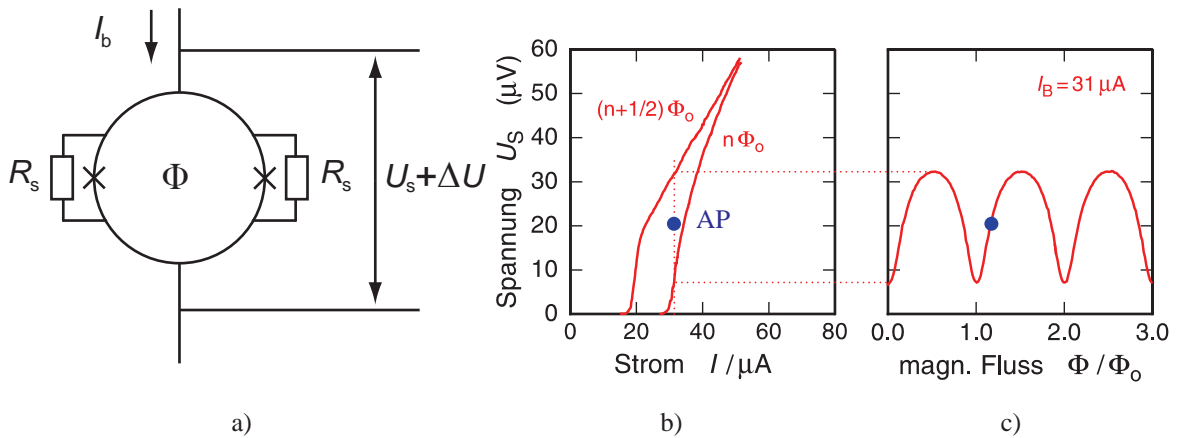 I_b
R_s
Φ
R_s
U_s+ΔU
a)
Spannung U_S (μV)
60
50
40
30
20
10
0
(n+1/2) Φ_o
n Φ_o
AP
0 20 40 60 80
Strom I /μA
b)
I_B = 31 μA
0.0 1.0 2.0 3.0
magn. Fluss Φ /Φ_o
c)